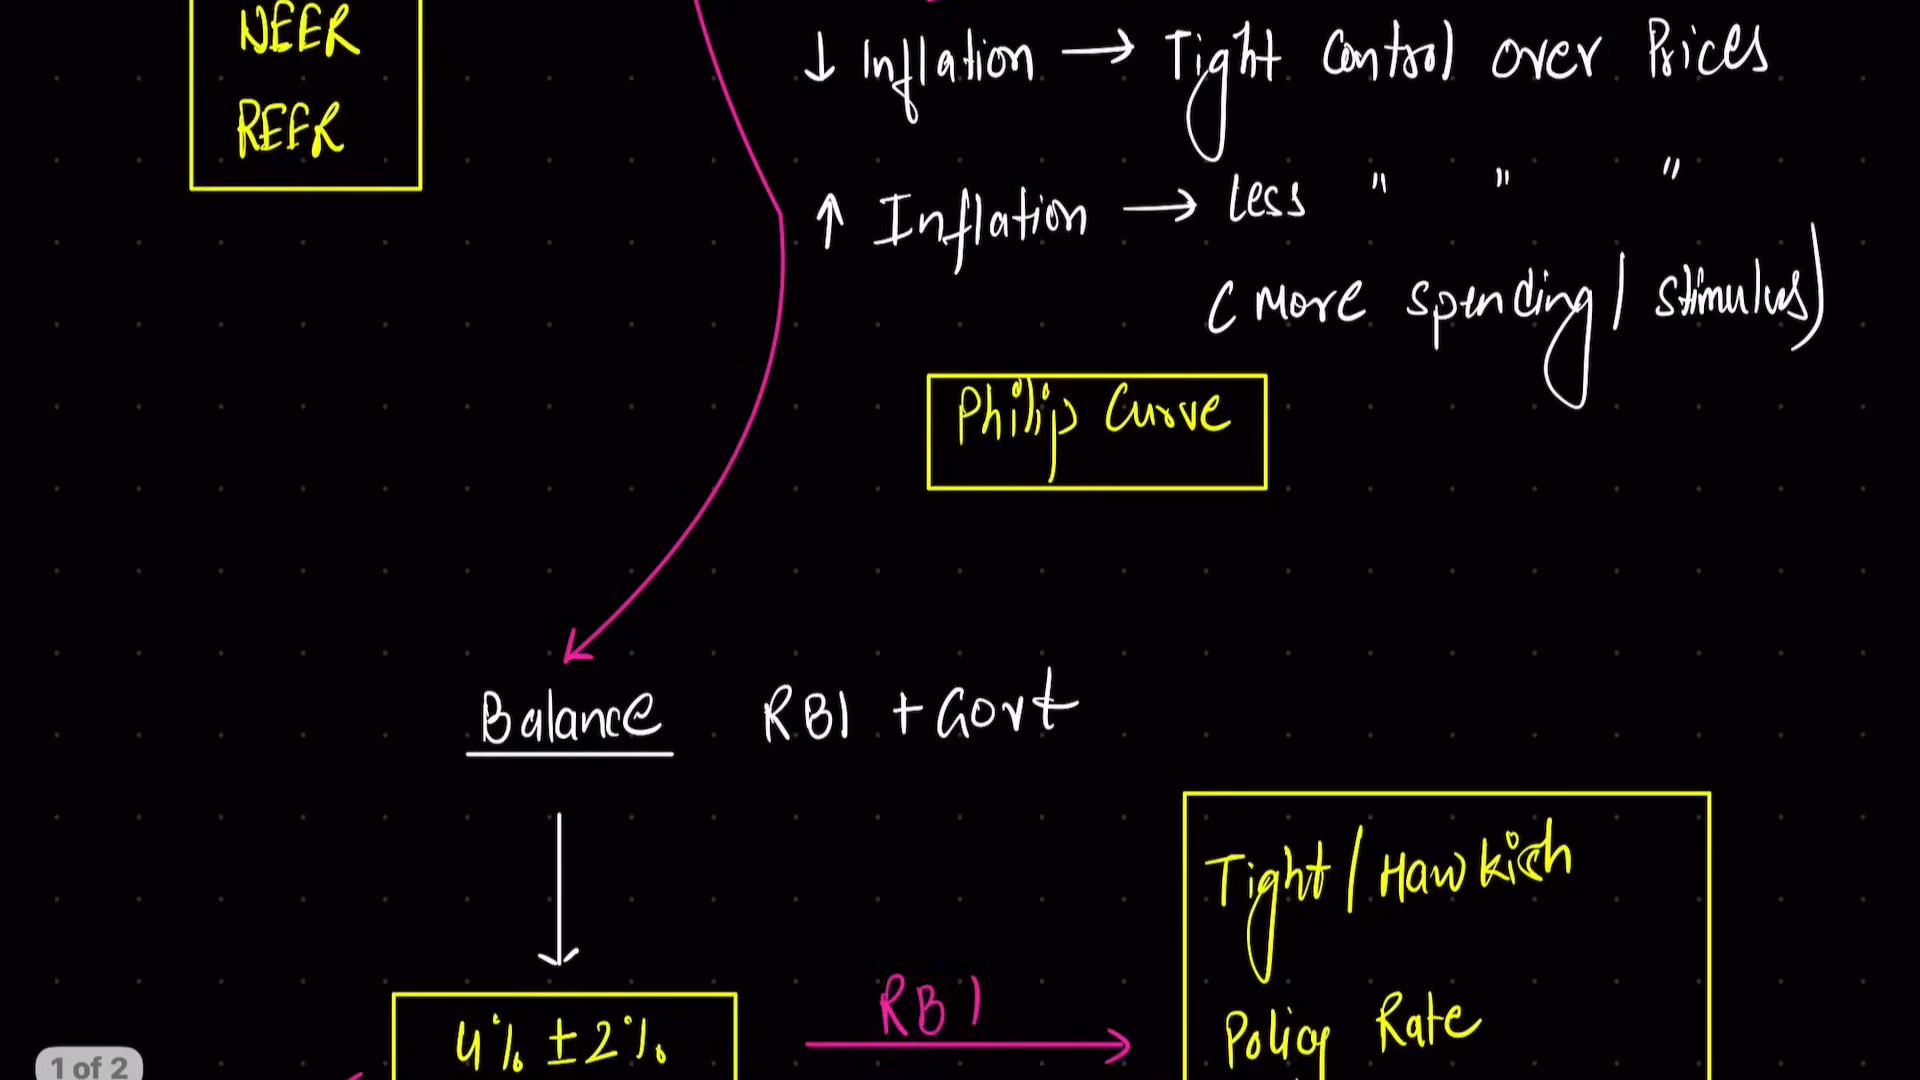 NEER
REER
↓ Inflation → Tight Control over Prices
↑ Inflation → Less " " "
(More spending / stimulus)
Philip Curve
Balance RBI + Govt
Tight / Hawkish
RBI
4% ± 2%
Policy Rate
1 of 2